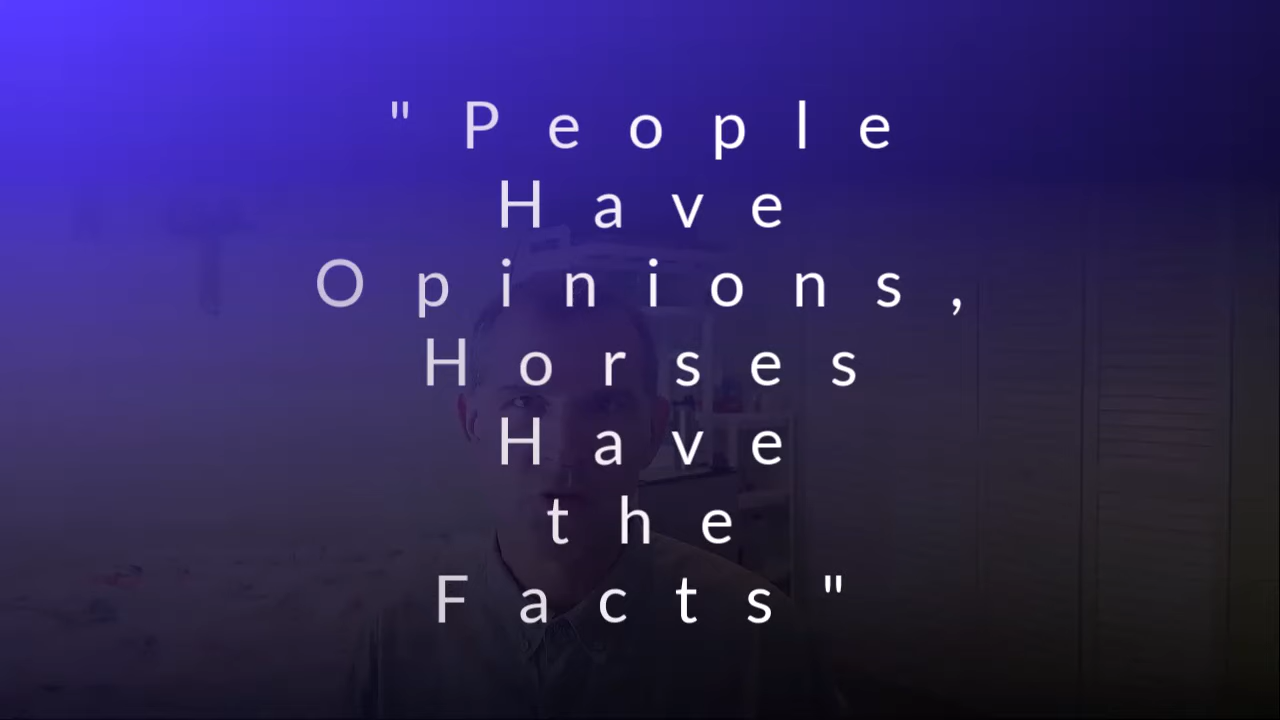 "People
Have
Opinions,
Horses
Have
the
Facts"